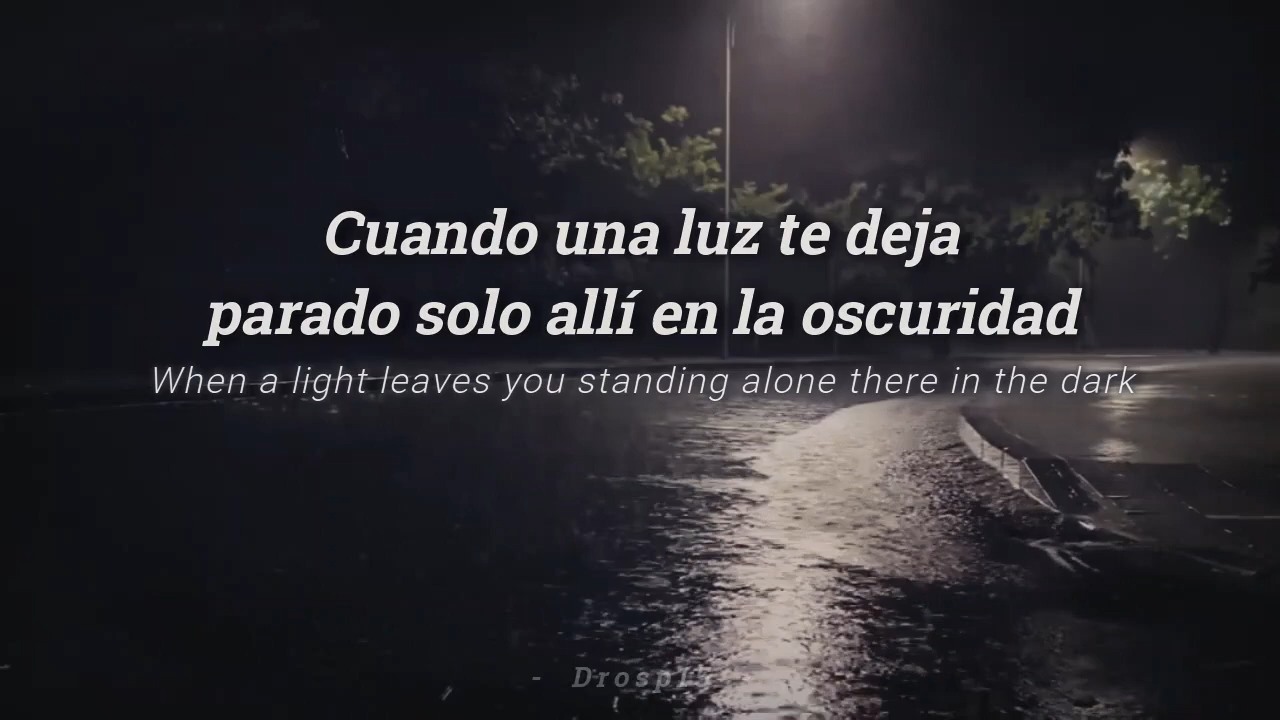 Cuando una luz te deja
parado solo allí en la oscuridad
When a light leaves you standing alone there in the dark
- Drosp15 -